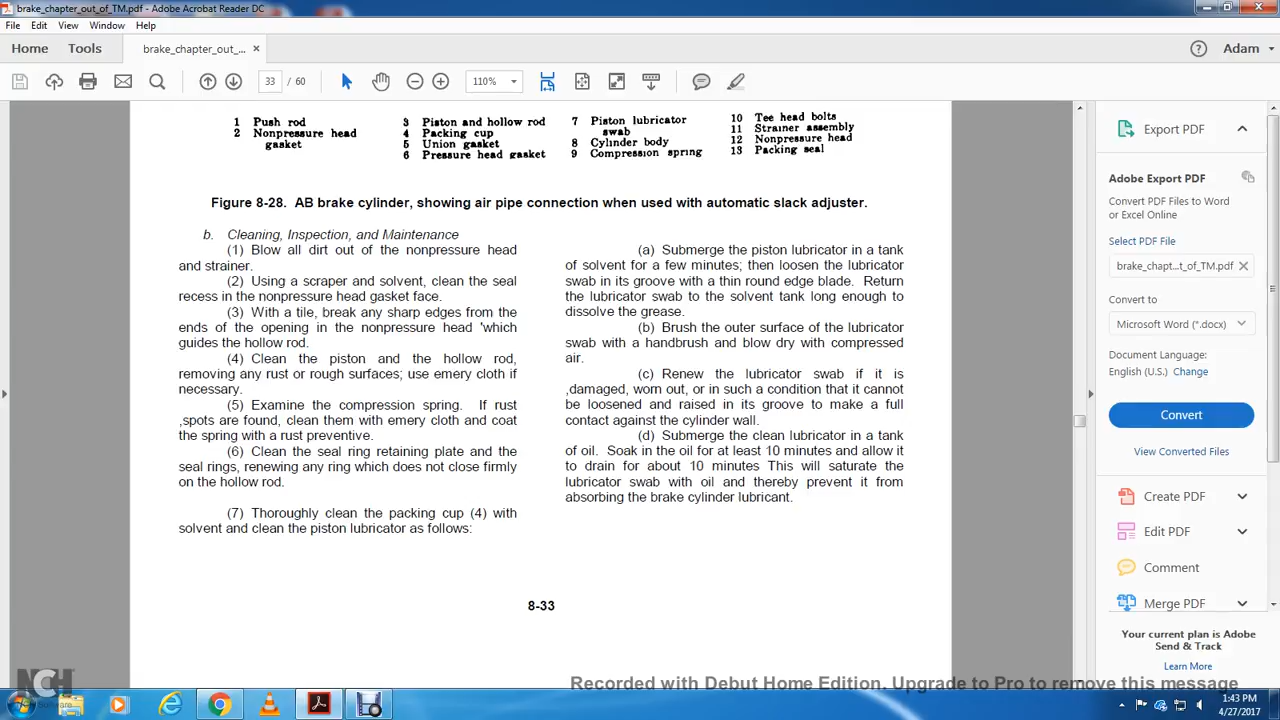 brake_chapter_out_of_TM.pdf - Adobe Acrobat Reader DC
File Edit View Window Help
Home Tools brake_chapter_out_... × Adam
33 / 60 110%
1 Push rod
2 Nonpressure head
gasket
3 Piston and hollow rod
4 Packing cup
5 Union gasket
6 Pressure head gasket
7 Piston lubricator
swab
8 Cylinder body
9 Compression spring
10 Tee head bolts
11 Strainer assembly
12 Nonpressure head
13 Packing seal
Figure 8-28. AB brake cylinder, showing air pipe connection when used with automatic slack adjuster.
b. Cleaning, Inspection, and Maintenance
(1) Blow all dirt out of the nonpressure head
and strainer.
(2) Using a scraper and solvent, clean the seal
recess in the nonpressure head gasket face.
(3) With a tile, break any sharp edges from the
ends of the opening in the nonpressure head 'which
guides the hollow rod.
(4) Clean the piston and the hollow rod,
removing any rust or rough surfaces; use emery cloth if
necessary.
(5) Examine the compression spring. If rust
,spots are found, clean them with emery cloth and coat
the spring with a rust preventive.
(6) Clean the seal ring retaining plate and the
seal rings, renewing any ring which does not close firmly
on the hollow rod.
(7) Thoroughly clean the packing cup (4) with
solvent and clean the piston lubricator as follows:
(a) Submerge the piston lubricator in a tank
of solvent for a few minutes; then loosen the lubricator
swab in its groove with a thin round edge blade. Return
the lubricator swab to the solvent tank long enough to
dissolve the grease.
(b) Brush the outer surface of the lubricator
swab with a handbrush and blow dry with compressed
air.
(c) Renew the lubricator swab if it is
,damaged, worn out, or in such a condition that it cannot
be loosened and raised in its groove to make a full
contact against the cylinder wall.
(d) Submerge the clean lubricator in a tank
of oil. Soak in the oil for at least 10 minutes and allow it
to drain for about 10 minutes This will saturate the
lubricator swab with oil and thereby prevent it from
absorbing the brake cylinder lubricant.
8-33
Export PDF
Adobe Export PDF
Convert PDF Files to Word
or Excel Online
Select PDF File
brake_chapt...t_of_TM.pdf ×
Convert to
Microsoft Word (*.docx)
Document Language:
English (U.S.) Change
Convert
View Converted Files
Create PDF
Edit PDF
Comment
Merge PDF
Your current plan is Adobe
Send & Track
Learn More
NCH
Software
Recorded with Debut Home Edition. Upgrade to Pro to remove this message
1:43 PM
4/27/2017